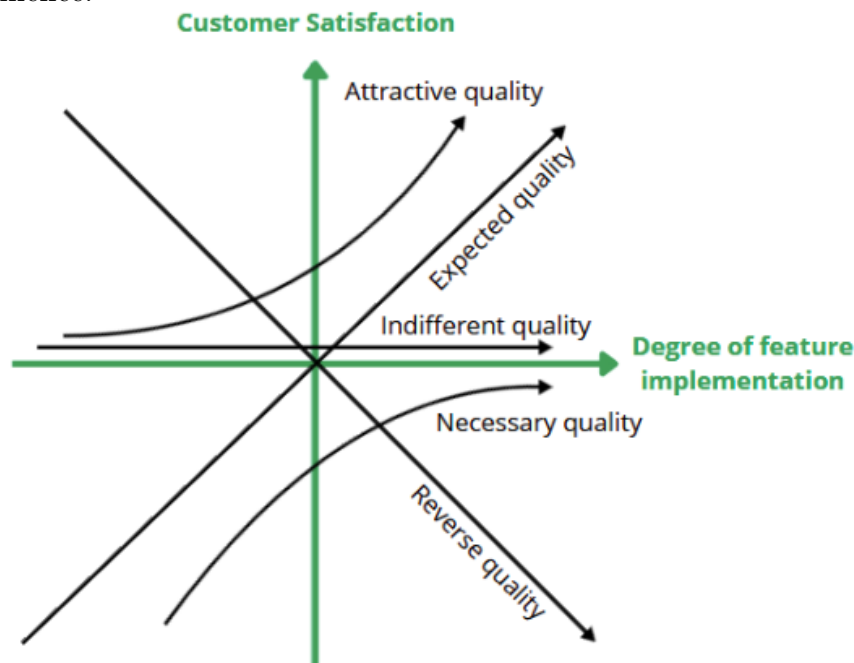 Customer Satisfaction
Attractive quality
Expected quality
Indifferent quality
Degree of feature
implementation
Necessary quality
Reverse quality